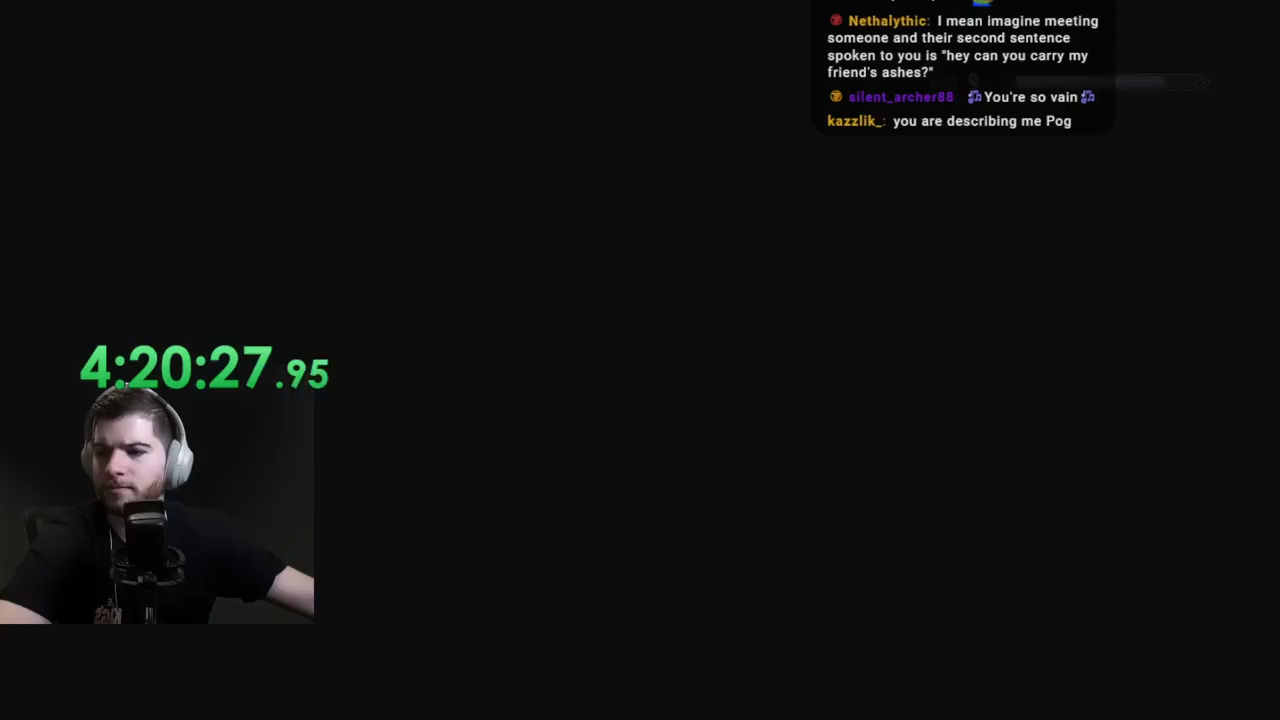 Nethalythic: I mean imagine meeting
someone and their second sentence
spoken to you is "hey can you carry my
friend's ashes?"
silent_archer88 🎵You're so vain🎵
kazzlik_: you are describing me Pog
4:20:27.95